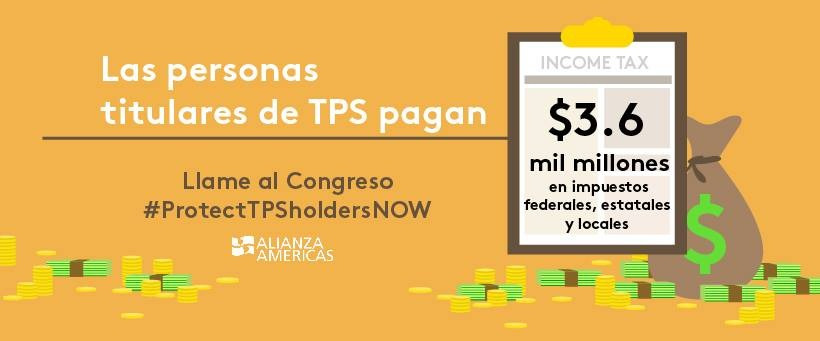 Las personas
titulares de TPS pagan
Llame al Congreso
#ProtectTPSholdersNOW
ALIANZA
AMERICAS
INCOME TAX
$3.6
mil millones
en impuestos
federales, estatales
y locales
$